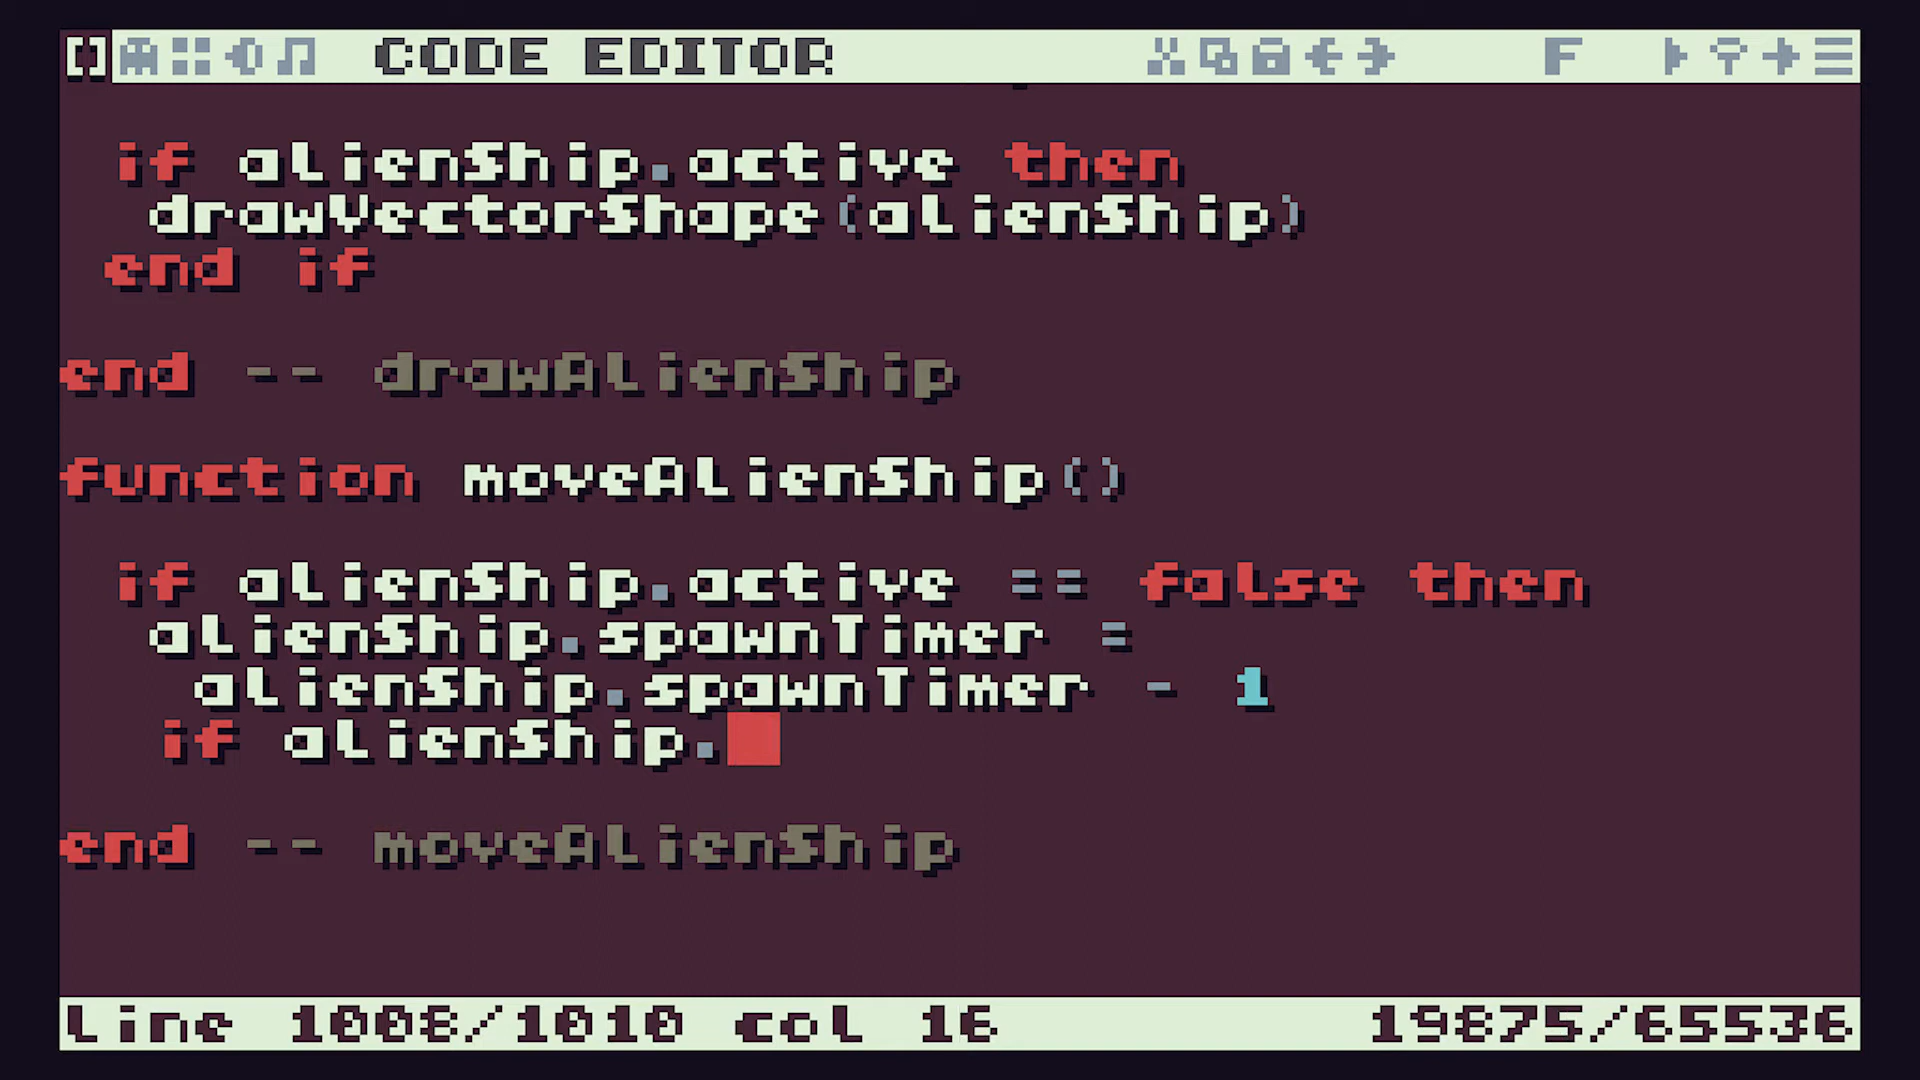 CODE EDITOR F
if alienShip.active then
drawVectorShape(alienShip)
end if
end -- drawAlienShip
function moveAlienShip()
if alienShip.active == false then
alienShip.spawnTimer =
alienShip.spawnTimer - 1
if alienShip.
end -- moveAlienShip
line 1008/1010 col 16 19875/65536